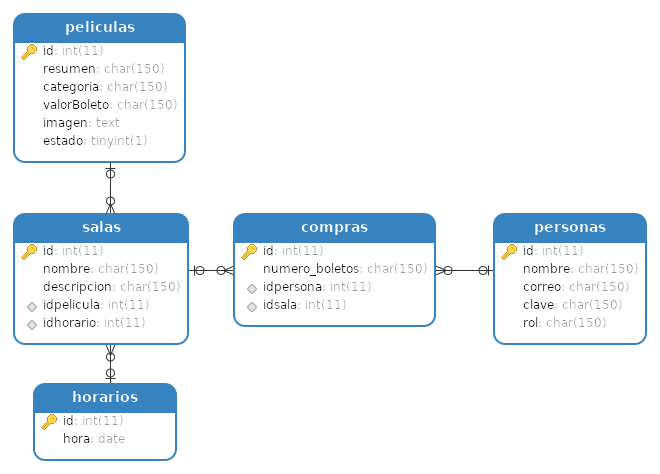 peliculas
id: int(11)
resumen: char(150)
categoria: char(150)
valorBoleto: char(150)
imagen: text
estado: tinyint(1)
salas
id: int(11)
nombre: char(150)
descripcion: char(150)
idpelicula: int(11)
idhorario: int(11)
compras
id: int(11)
numero_boletos: char(150)
idpersona: int(11)
idsala: int(11)
personas
id: int(11)
nombre: char(150)
correo: char(150)
clave: char(150)
rol: char(150)
horarios
id: int(11)
hora: date